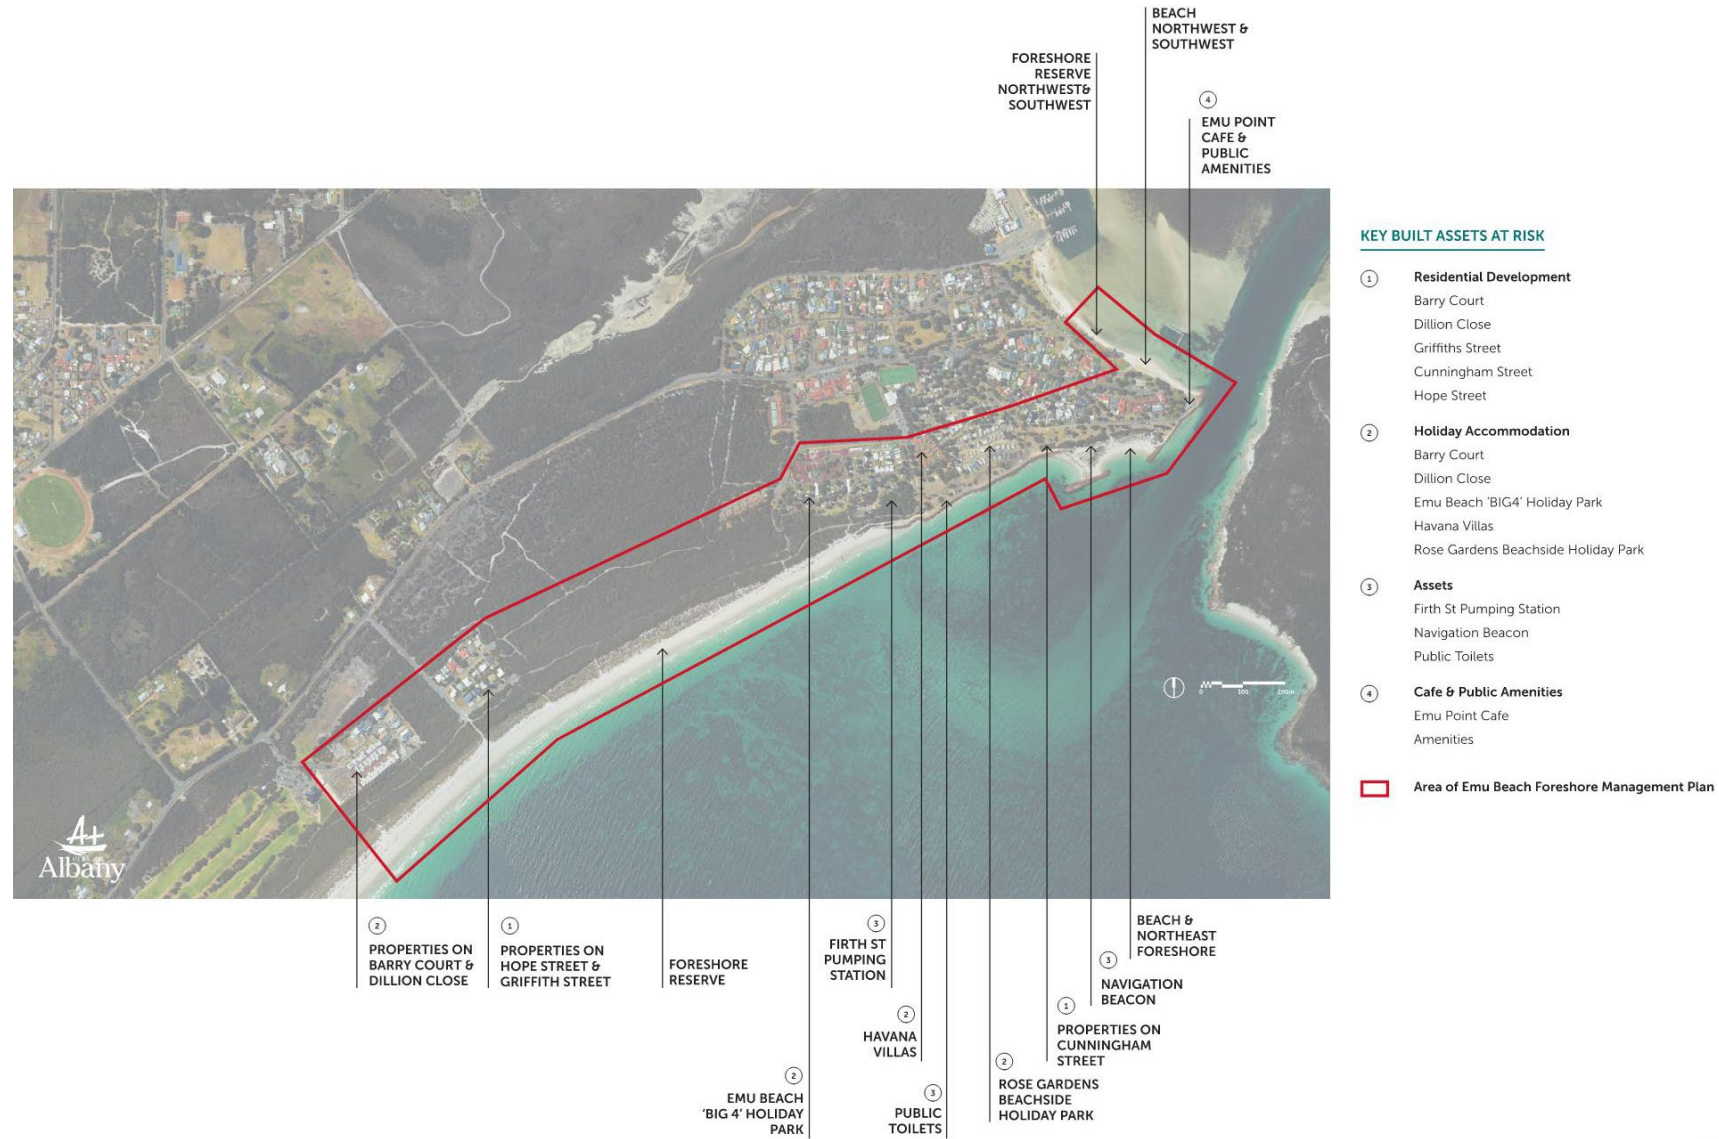 BEACH
NORTHWEST &
SOUTHWEST
FORESHORE
RESERVE
NORTHWEST&
SOUTHWEST
4
EMU POINT
CAFE &
PUBLIC
AMENITIES
KEY BUILT ASSETS AT RISK
1 Residential Development
Barry Court
Dillion Close
Griffiths Street
Cunningham Street
Hope Street
2 Holiday Accommodation
Barry Court
Dillion Close
Emu Beach ‘BIG4’ Holiday Park
Havana Villas
Rose Gardens Beachside Holiday Park
3 Assets
Firth St Pumping Station
Navigation Beacon
Public Toilets
4 Cafe & Public Amenities
Emu Point Cafe
Amenities
Area of Emu Beach Foreshore Management Plan
0 100 200m
Albany
2
PROPERTIES ON
BARRY COURT &
DILLION CLOSE
1
PROPERTIES ON
HOPE STREET &
GRIFFITH STREET
FORESHORE
RESERVE
2
EMU BEACH
‘BIG 4’ HOLIDAY
PARK
3
FIRTH ST
PUMPING
STATION
2
HAVANA
VILLAS
3
PUBLIC
TOILETS
2
ROSE GARDENS
BEACHSIDE
HOLIDAY PARK
1
PROPERTIES ON
CUNNINGHAM
STREET
3
NAVIGATION
BEACON
BEACH &
NORTHEAST
FORESHORE